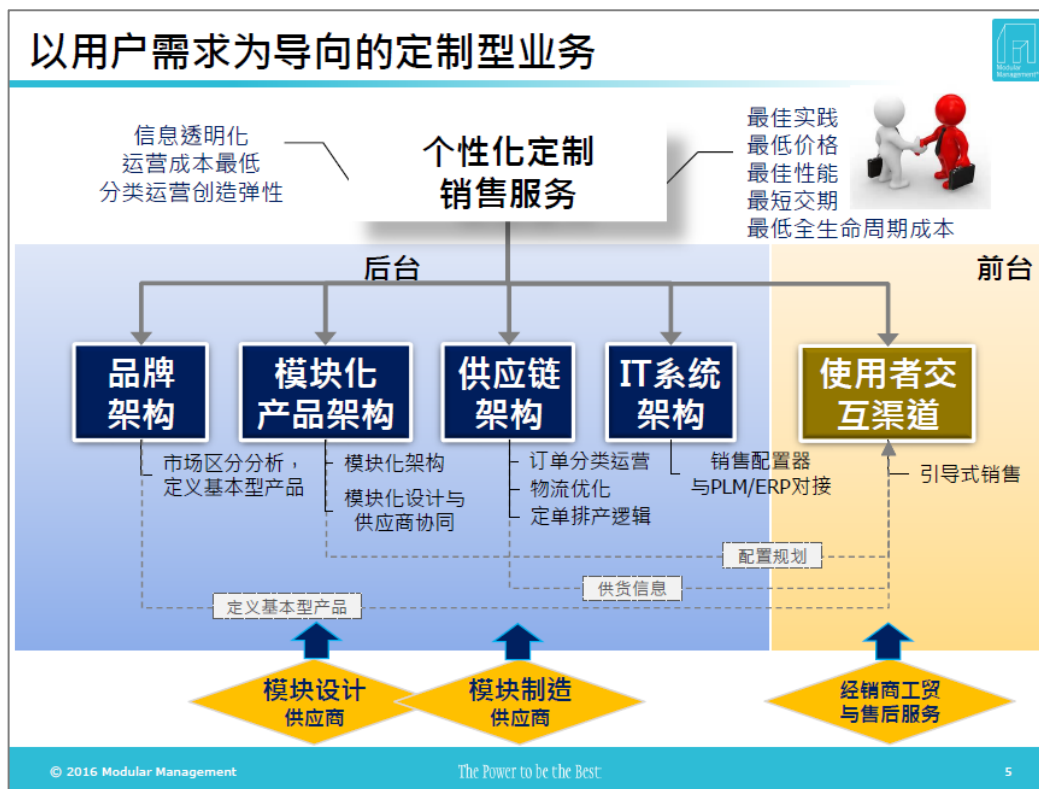 以用户需求为导向的定制型业务
Modular
Management
信息透明化
运营成本最低
分类运营创造弹性
个性化定制
销售服务
最佳实践
最低价格
最佳性能
最短交期
最低全生命周期成本
后台
前台
品牌
架构
模块化
产品架构
供应链
架构
IT系统
架构
使用者交
互渠道
市场区分分析，
定义基本型产品
模块化架构
模块化设计与
供应商协同
订单分类运营
物流优化
定单排产逻辑
销售配置器
与PLM/ERP对接
引导式销售
配置规划
供货信息
定义基本型产品
模块设计
供应商
模块制造
供应商
经销商工贸
与售后服务
© 2016 Modular Management
The Power to be the Best
5